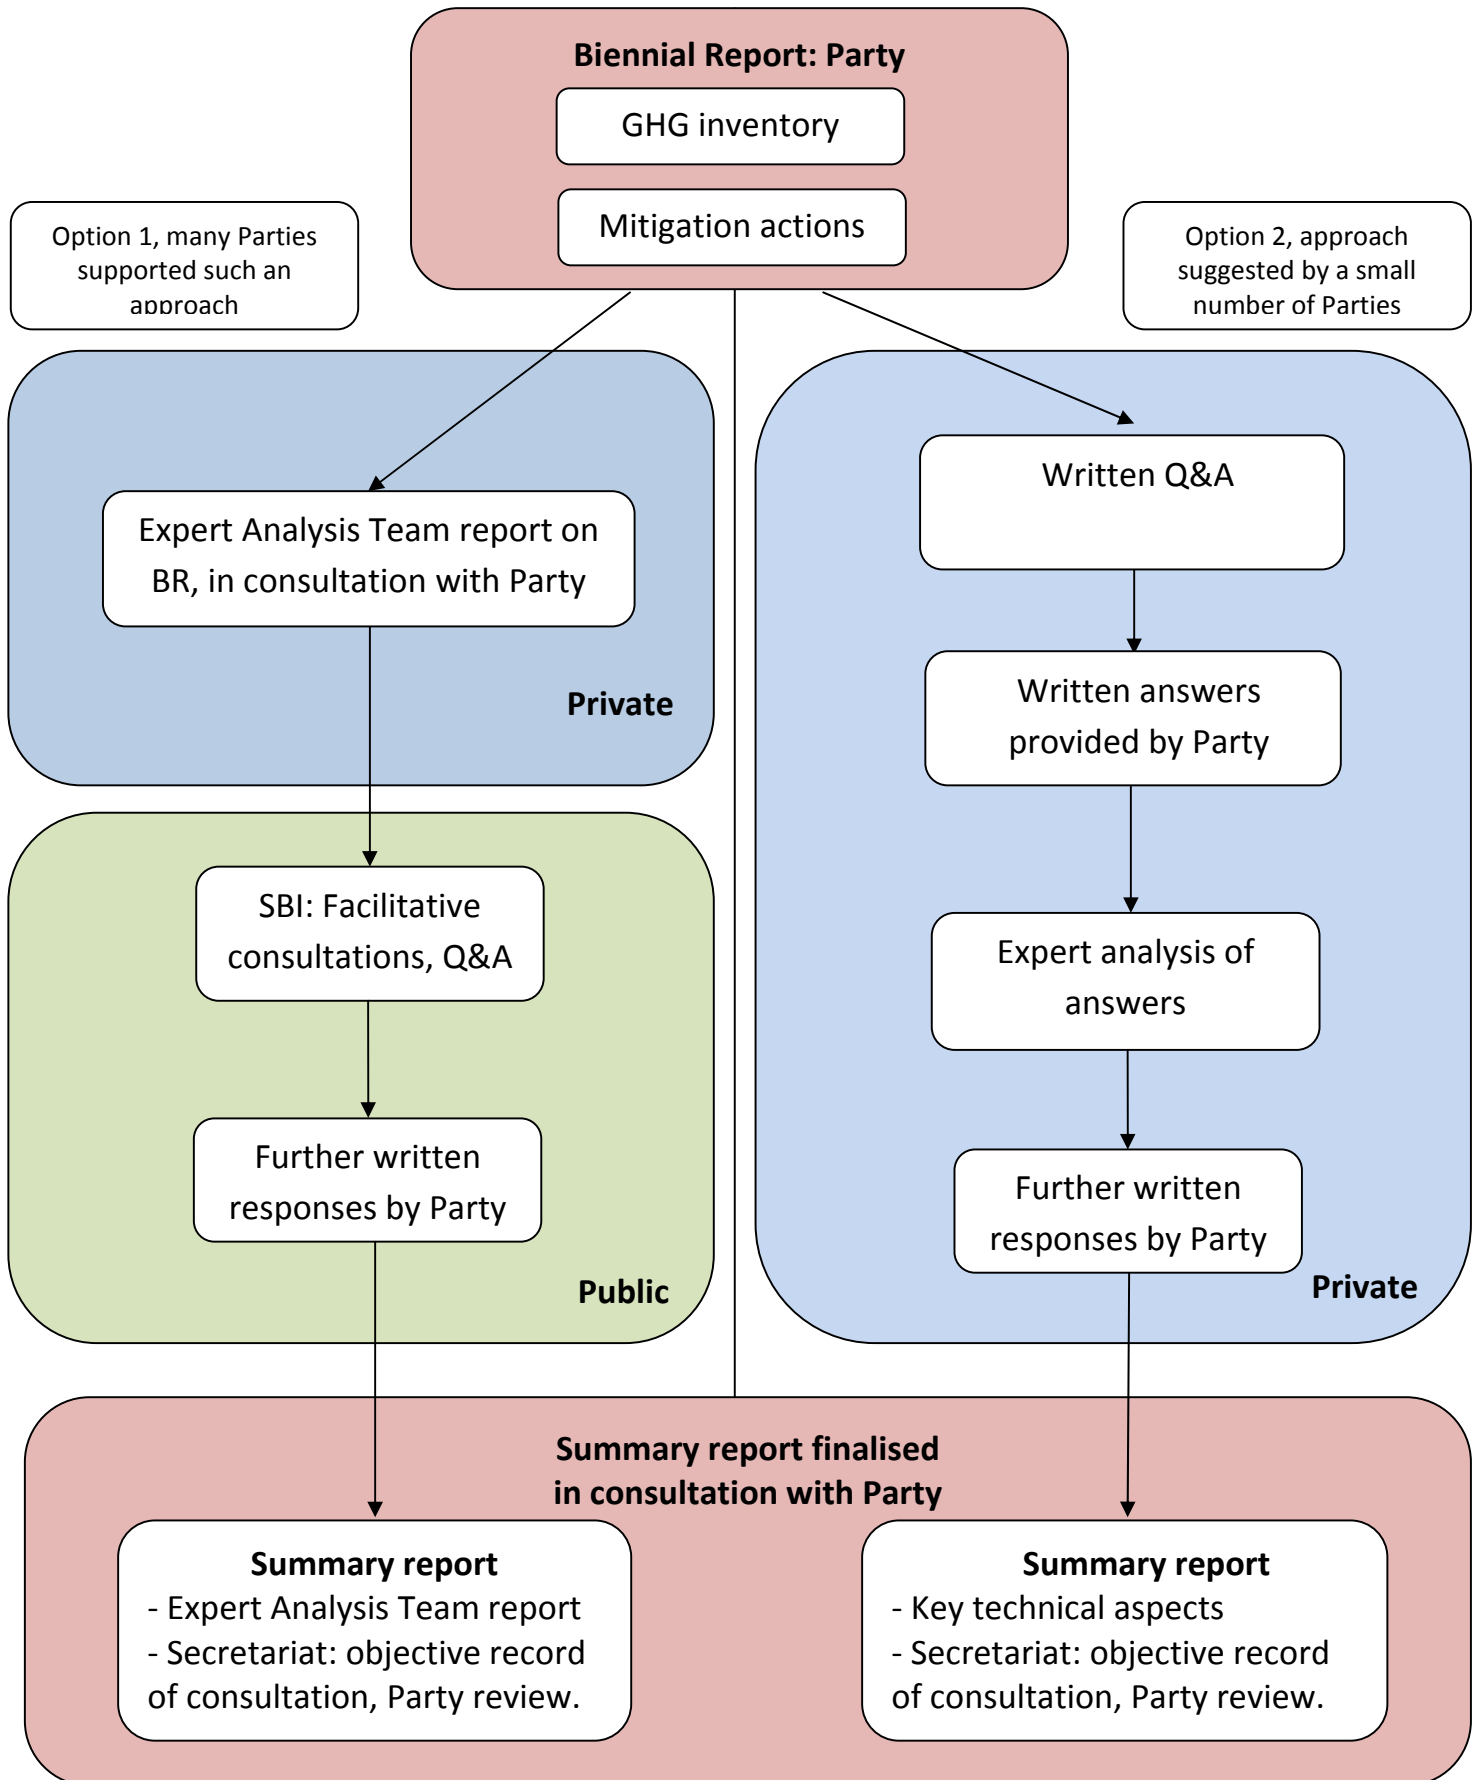 Biennial Report: Party
GHG inventory
Mitigation actions
Option 1, many Parties
supported such an
approach
Option 2, approach
suggested by a small
number of Parties
Expert Analysis Team report on
BR, in consultation with Party
Private
SBI: Facilitative
consultations, Q&A
Further written
responses by Party
Public
Written Q&A
Written answers
provided by Party
Expert analysis of
answers
Further written
responses by Party
Private
Summary report finalised
in consultation with Party
Summary report
- Expert Analysis Team report
- Secretariat: objective record
of consultation, Party review.
Summary report
- Key technical aspects
- Secretariat: objective record
of consultation, Party review.